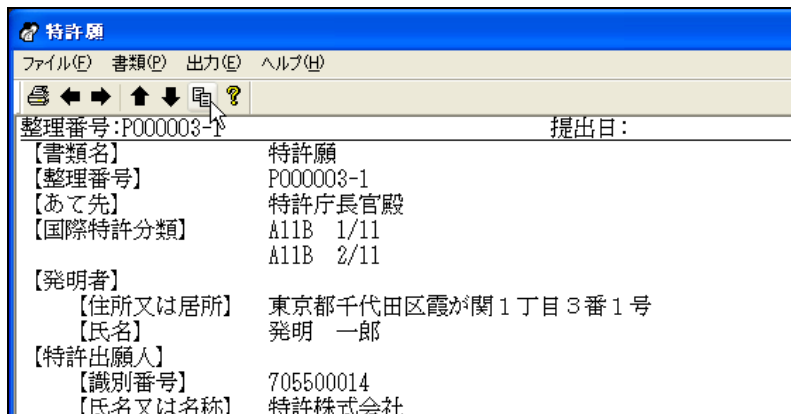 特許願
ファイル(F) 書類(P) 出力(E) ヘルプ(H)
整理番号:P000003-1 提出日:
【書類名】 特許願
【整理番号】 P000003-1
【あて先】 特許庁長官殿
【国際特許分類】 A11B 1/11
A11B 2/11
【発明者】
【住所又は居所】 東京都千代田区霞が関1丁目3番1号
【氏名】 発明 一郎
【特許出願人】
【識別番号】 705500014
【氏名又は名称】 特許株式会社